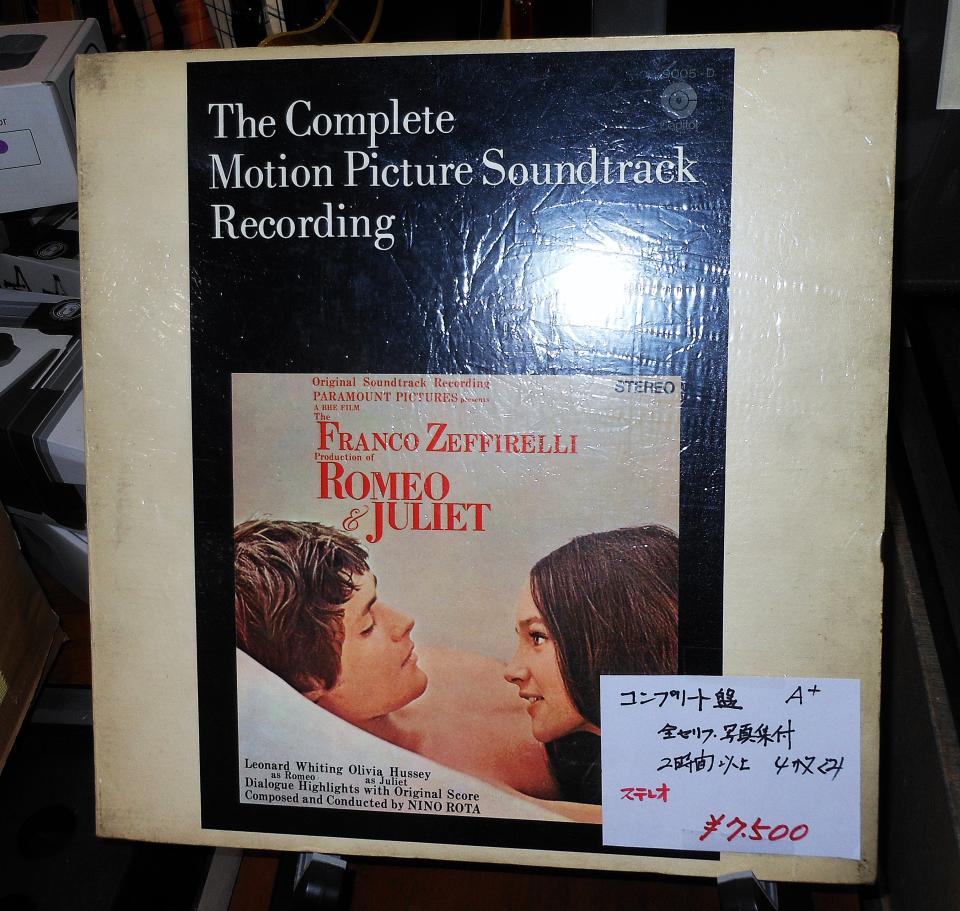 9005-D
Capitol
The Complete
Motion Picture Soundtrack
Recording
Original Soundtrack Recording
STEREO
PARAMOUNT PICTURES presents
A BHE FILM
The
FRANCO ZEFFIRELLI
Production of
ROMEO
& JULIET
Leonard Whiting Olivia Hussey
as Romeo as Juliet
Dialogue Highlights with Original Score
Composed and Conducted by NINO ROTA
コンプリート盤 A+
全セリフ・写真集付
2時間以上
ステレオ
¥7.500
or